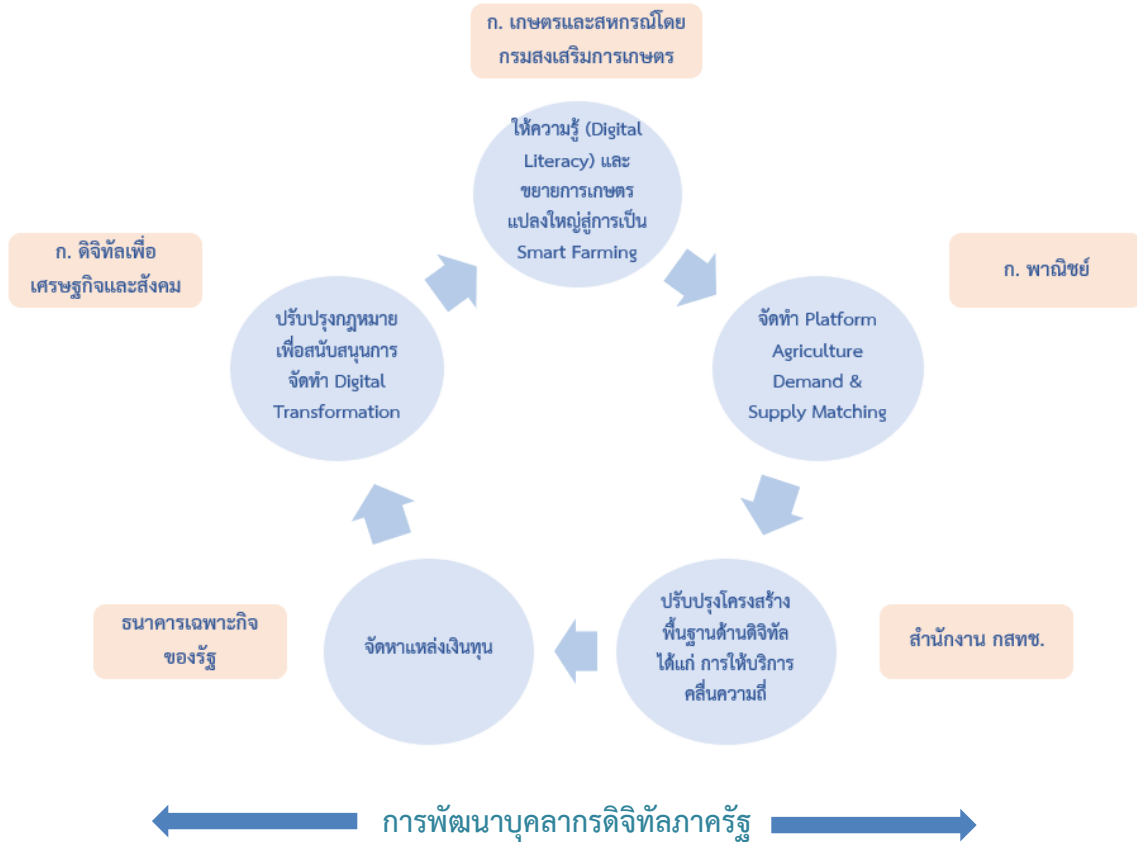 ก. เกษตรและสหกรณ์โดย
กรมสงเสริมการเกษตร
ให้ความรู้ (Digital
Literacy) และ
ขยายการเกษตร
แปลงใหญ่สู่การเป็น
Smart Farming
ก. ดิจิทัลเพื่อ
เศรษฐกิจและสังคม
ก. พาณิชย์
ปรับปรุงกฎหมาย
เพื่อสนับสนุนการ
จัดทำ Digital
Transformation
จัดทำ Platform
Agriculture
Demand &
Supply Matching
ธนาคารเฉพาะกิจ
ของรัฐ
จัดหาแหล่งเงินทุน
ปรับปรุงโครงสร้าง
พื้นฐานด้านดิจิทัล
ได้แก่ การให้บริการ
คลื่นความถี่
สำนักงาน กสทช.
การพัฒนาบุคลากรดิจิทัลภาครัฐ